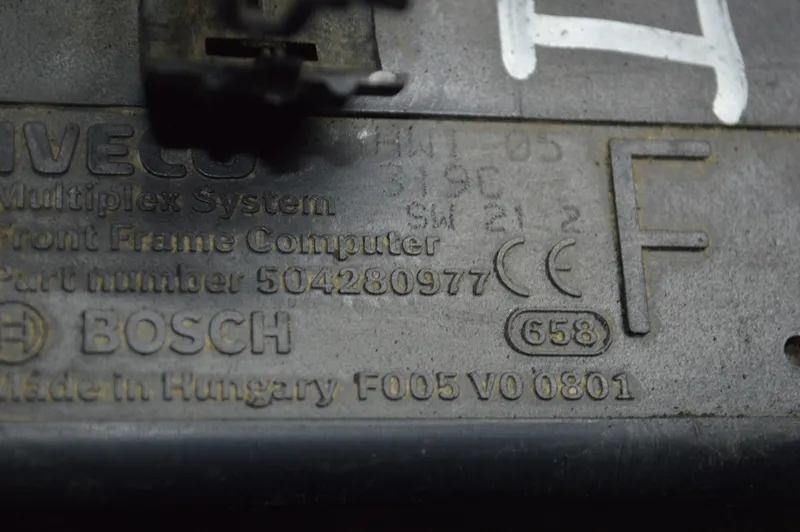 IVECO HW1 05
319C
Multiplex System SW 21 2
Front Frame Computer
Part number 504280977 CE F
BOSCH 658
Made in Hungary F005 V0 0801